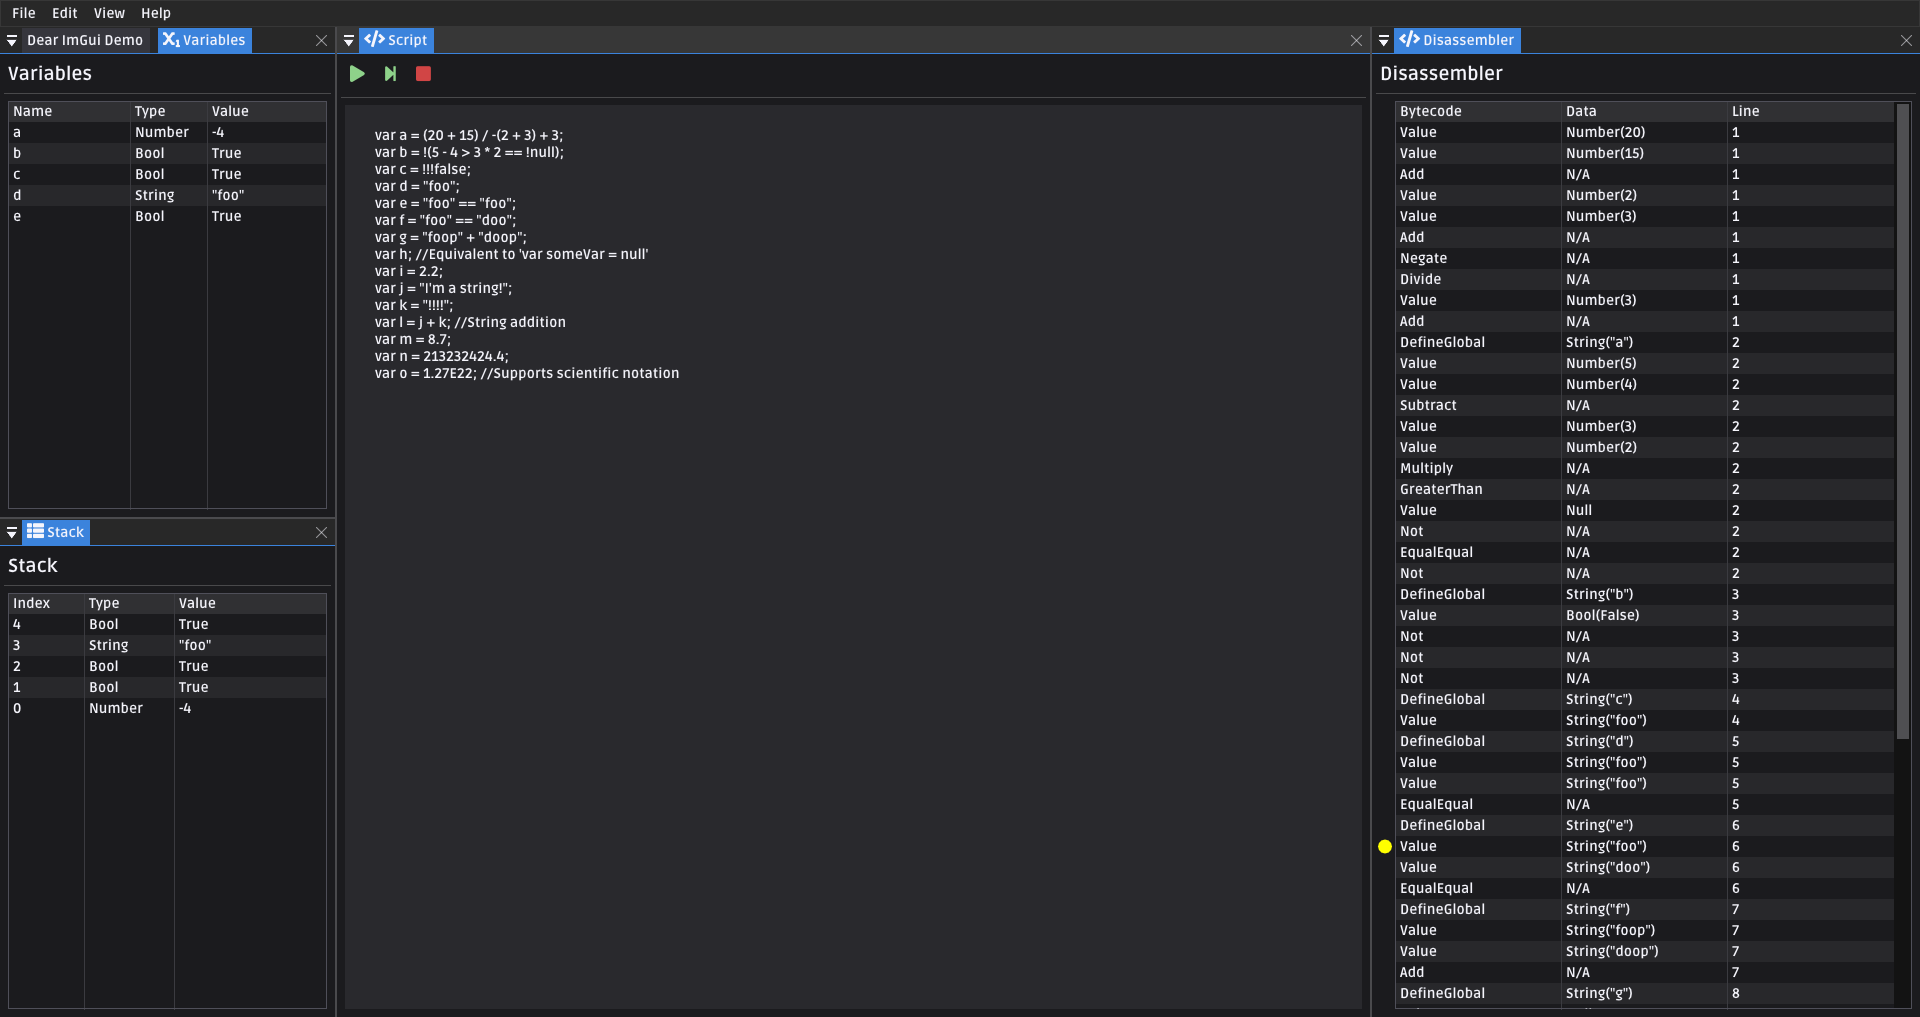 File Edit View Help
Dear ImGui Demo X₁ Variables
Variables
Name Type Value
a Number -4
b Bool True
c Bool True
d String "foo"
e Bool True
Stack
Stack
Index Type Value
4 Bool True
3 String "foo"
2 Bool True
1 Bool True
0 Number -4
</> Script
var a = (20 + 15) / -(2 + 3) + 3;
var b = !(5 - 4 > 3 * 2 == !null);
var c = !!!false;
var d = "foo";
var e = "foo" == "foo";
var f = "foo" == "doo";
var g = "foop" + "doop";
var h; //Equivalent to 'var someVar = null'
var i = 2.2;
var j = "I'm a string!";
var k = "!!!!";
var l = j + k; //String addition
var m = 8.7;
var n = 213232424.4;
var o = 1.27E22; //Supports scientific notation
</> Disassembler
Disassembler
Bytecode Data Line
Value Number(20) 1
Value Number(15) 1
Add N/A 1
Value Number(2) 1
Value Number(3) 1
Add N/A 1
Negate N/A 1
Divide N/A 1
Value Number(3) 1
Add N/A 1
DefineGlobal String("a") 2
Value Number(5) 2
Value Number(4) 2
Subtract N/A 2
Value Number(3) 2
Value Number(2) 2
Multiply N/A 2
GreaterThan N/A 2
Value Null 2
Not N/A 2
EqualEqual N/A 2
Not N/A 2
DefineGlobal String("b") 3
Value Bool(False) 3
Not N/A 3
Not N/A 3
Not N/A 3
DefineGlobal String("c") 4
Value String("foo") 4
DefineGlobal String("d") 5
Value String("foo") 5
Value String("foo") 5
EqualEqual N/A 5
DefineGlobal String("e") 6
Value String("foo") 6
Value String("doo") 6
EqualEqual N/A 6
DefineGlobal String("f") 7
Value String("foop") 7
Value String("doop") 7
Add N/A 7
DefineGlobal String("g") 8